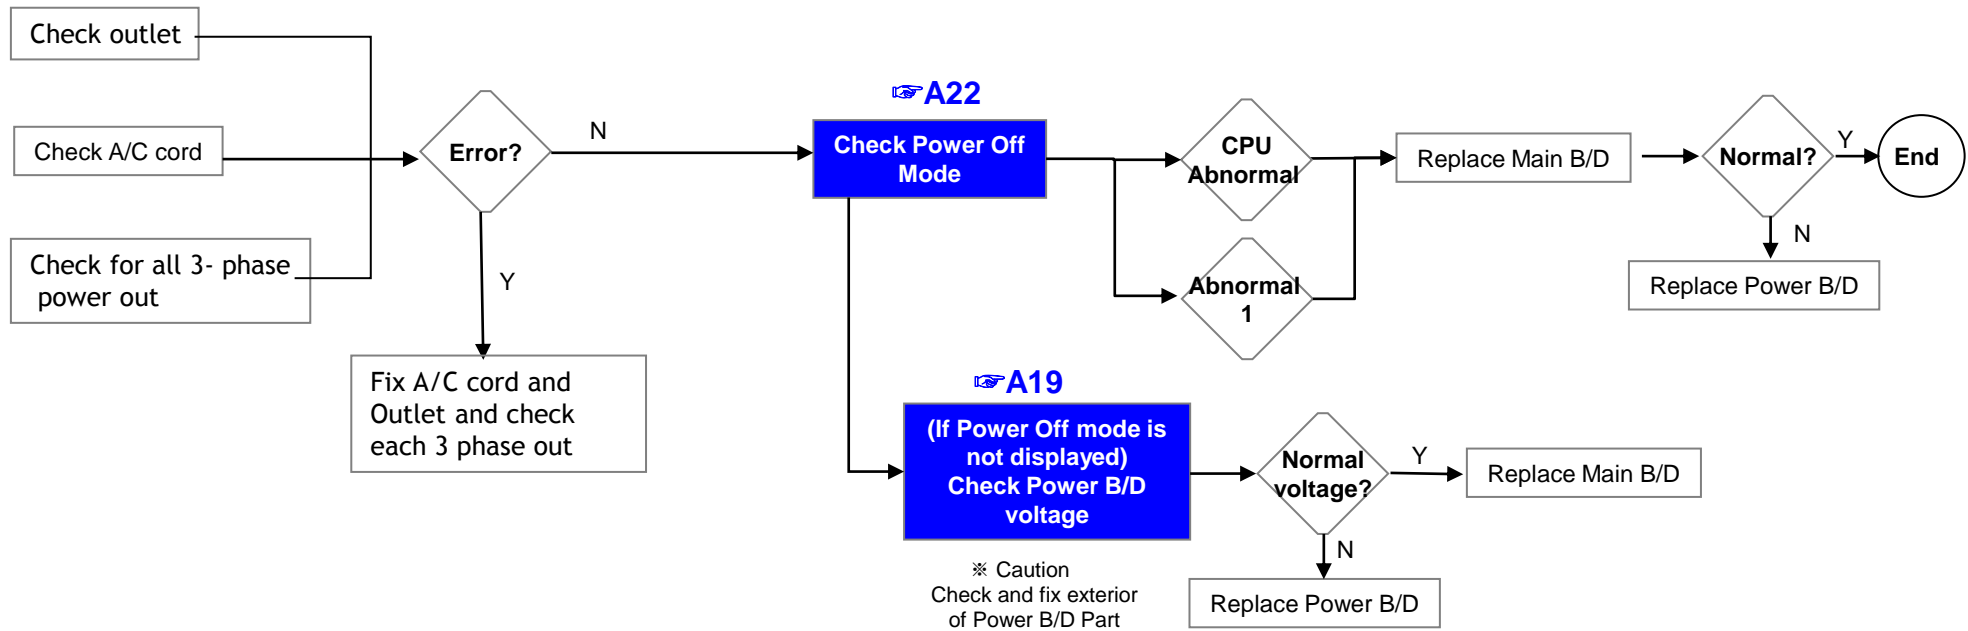 Check outlet
Check A/C cord
Check for all 3- phase
power out
Error?
N
Y
Fix A/C cord and
Outlet and check
each 3 phase out
☞A22
Check Power Off
Mode
CPU
Abnormal
Abnormal
1
Replace Main B/D
Normal?
Y
End
N
Replace Power B/D
☞A19
(If Power Off mode is
not displayed)
Check Power B/D
voltage
※ Caution
Check and fix exterior
of Power B/D Part
Normal
voltage?
Y
Replace Main B/D
N
Replace Power B/D